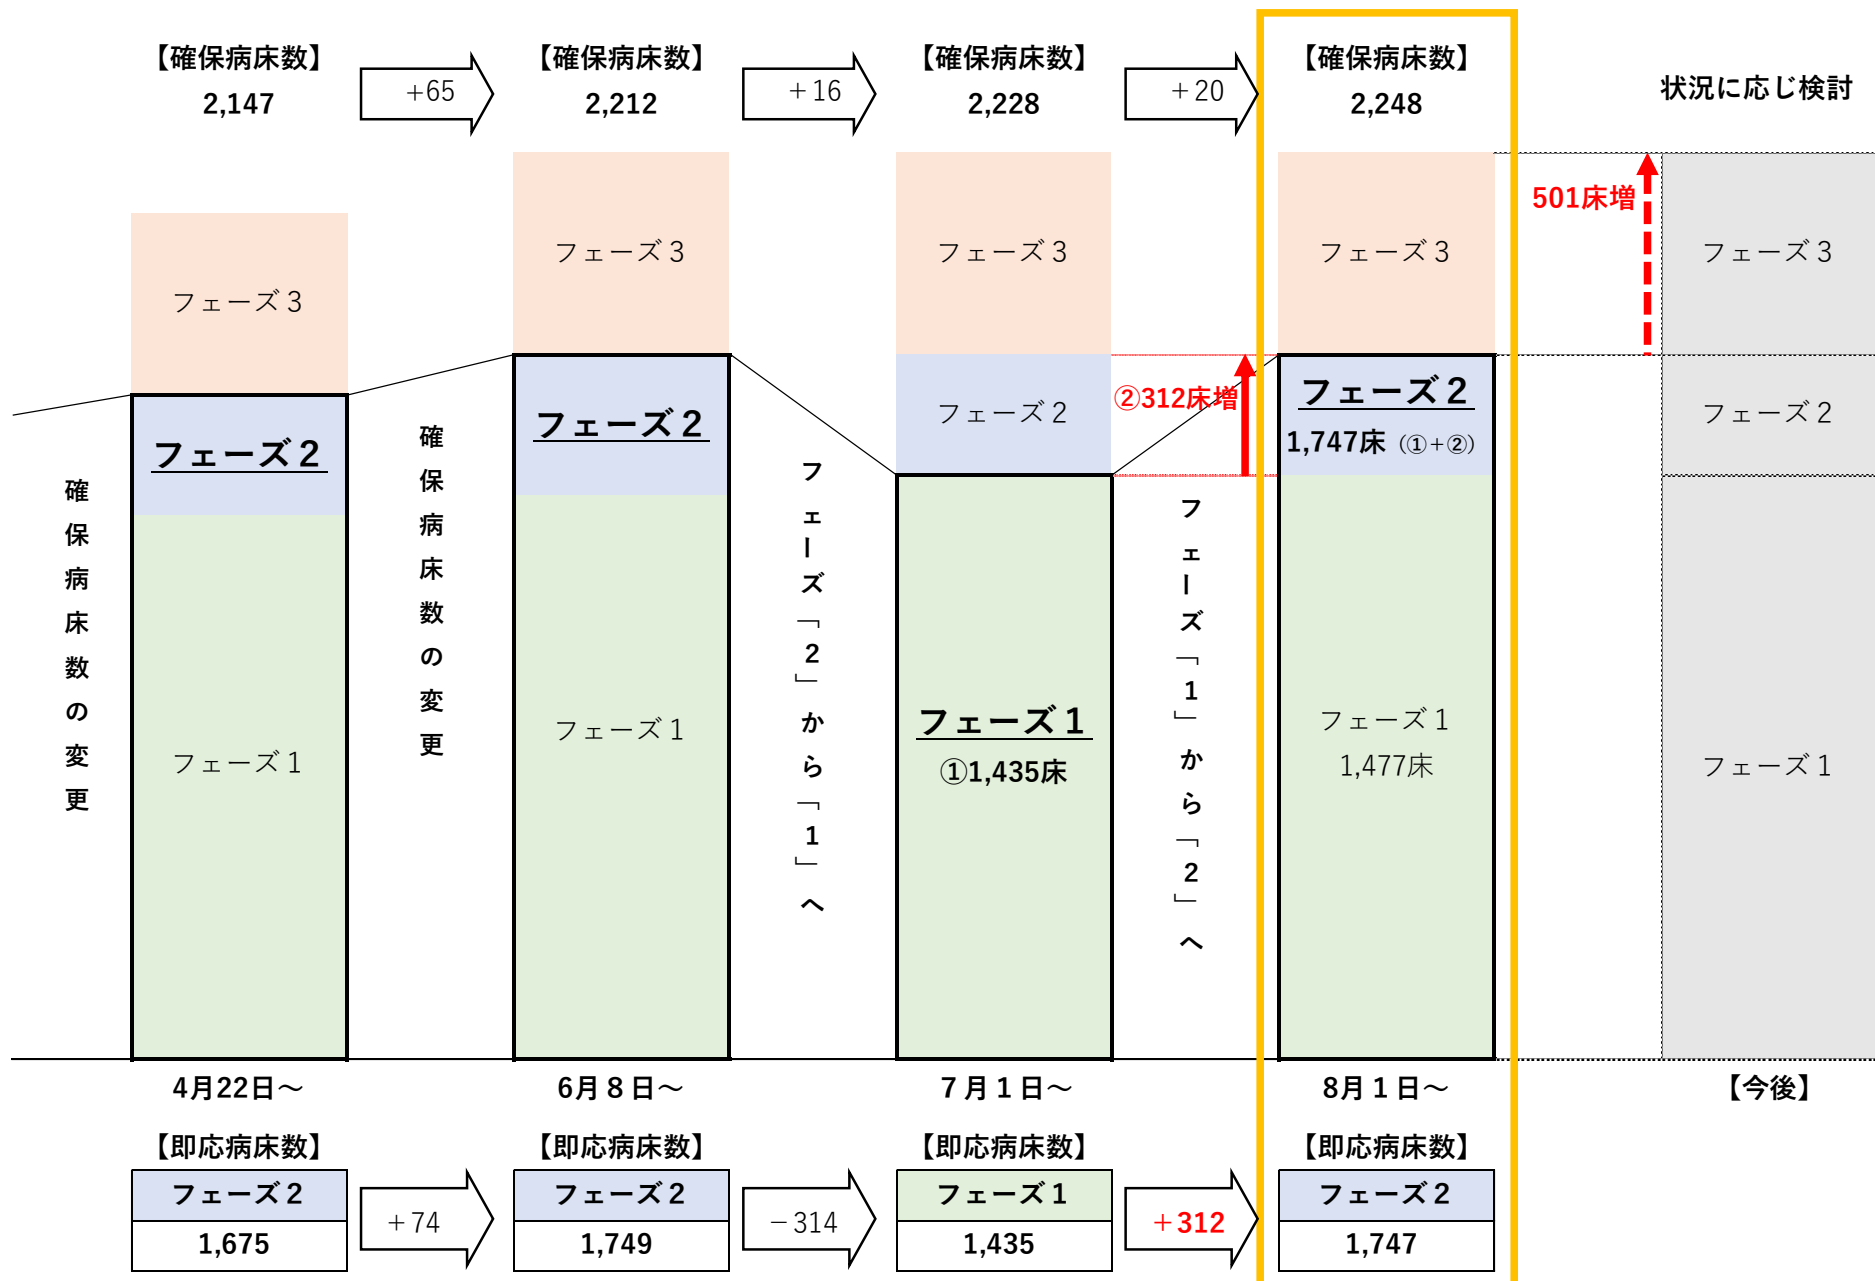 【確保病床数】
2,147
+65
【確保病床数】
2,212
＋16
【確保病床数】
2,228
＋20
【確保病床数】
2,248
状況に応じ検討
フェーズ３
フェーズ２
フェーズ１
フェーズ３
フェーズ２
フェーズ１
フェーズ３
フェーズ２
フェーズ１
①1,435床
②312床増
フェーズ３
フェーズ２
1,747床（①＋②）
フェーズ１
1,477床
501床増
フェーズ３
フェーズ２
フェーズ１
確保病床数の変更
確保病床数の変更
フェーズ「２」から「１」へ
フェーズ「１」から「２」へ
4月22日～
6月８日～
７月１日～
8月１日～
【今後】
【即応病床数】
フェーズ２
1,675
＋74
【即応病床数】
フェーズ２
1,749
－314
【即応病床数】
フェーズ１
1,435
＋312
【即応病床数】
フェーズ２
1,747